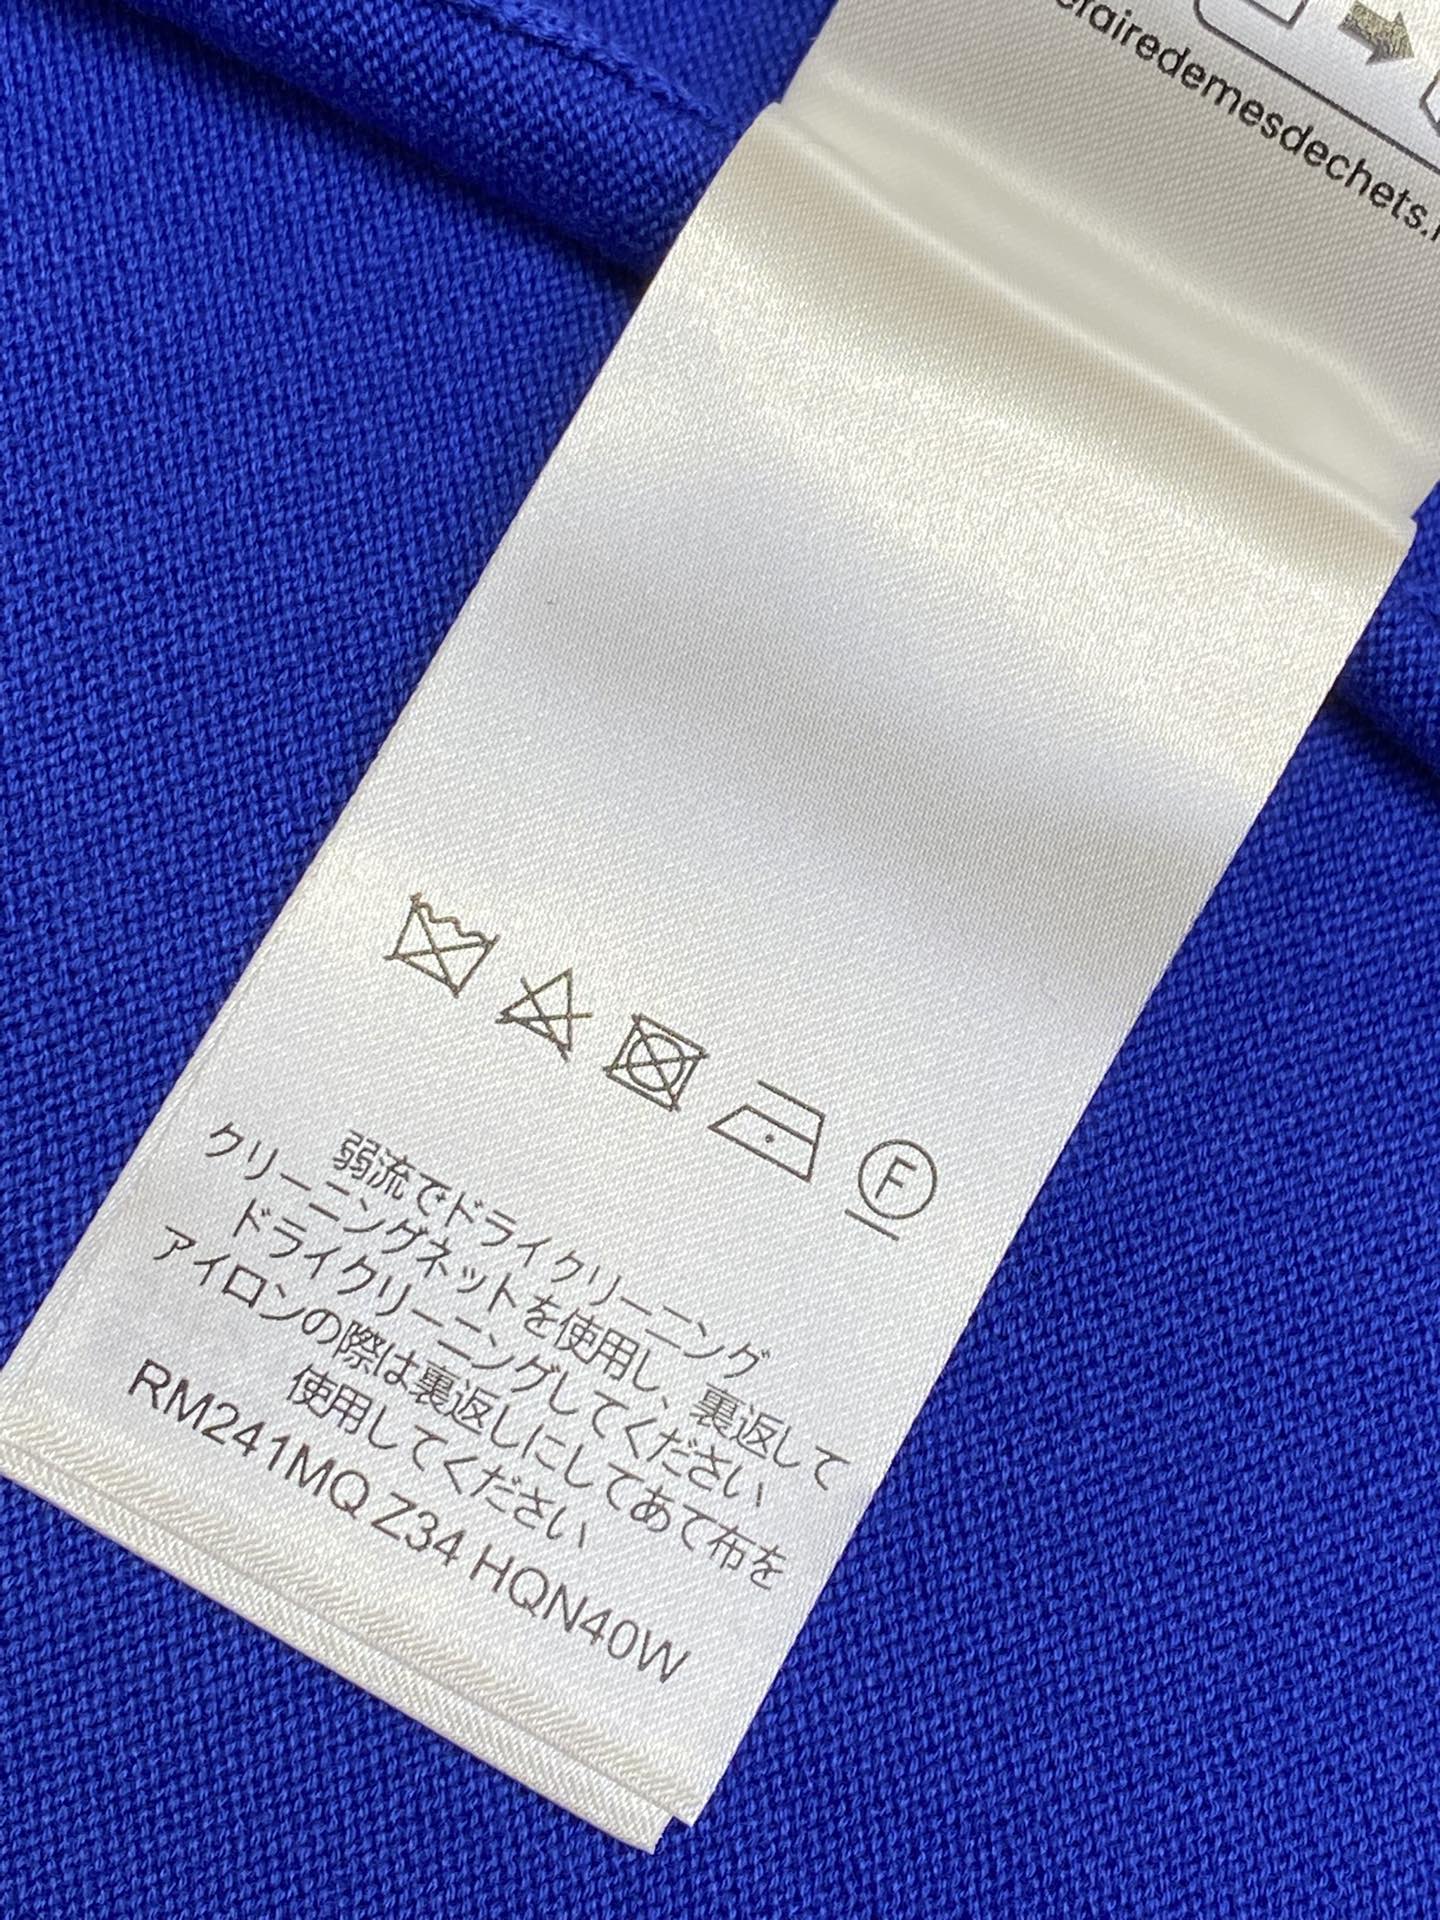 efairedemesdechets.
F
弱流でドライクリーニング
クリーニングネットを使用し、裏返して
ドライクリーニングしてください
アイロンの際は裏返しにしてあて布を
使用してください
RM241MQ Z34 HQN40W